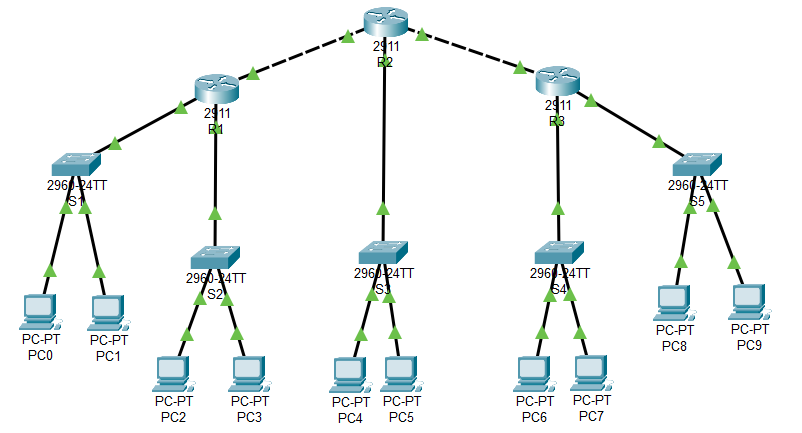 2911
R2
2911
R1
2911
R3
2960-24TT
S1
2960-24TT
S5
2960-24TT
S2
2960-24TT
S3
2960-24TT
S4
PC-PT
PC0
PC-PT
PC1
PC-PT
PC8
PC-PT
PC9
PC-PT
PC2
PC-PT
PC3
PC-PT
PC4
PC-PT
PC5
PC-PT
PC6
PC-PT
PC7